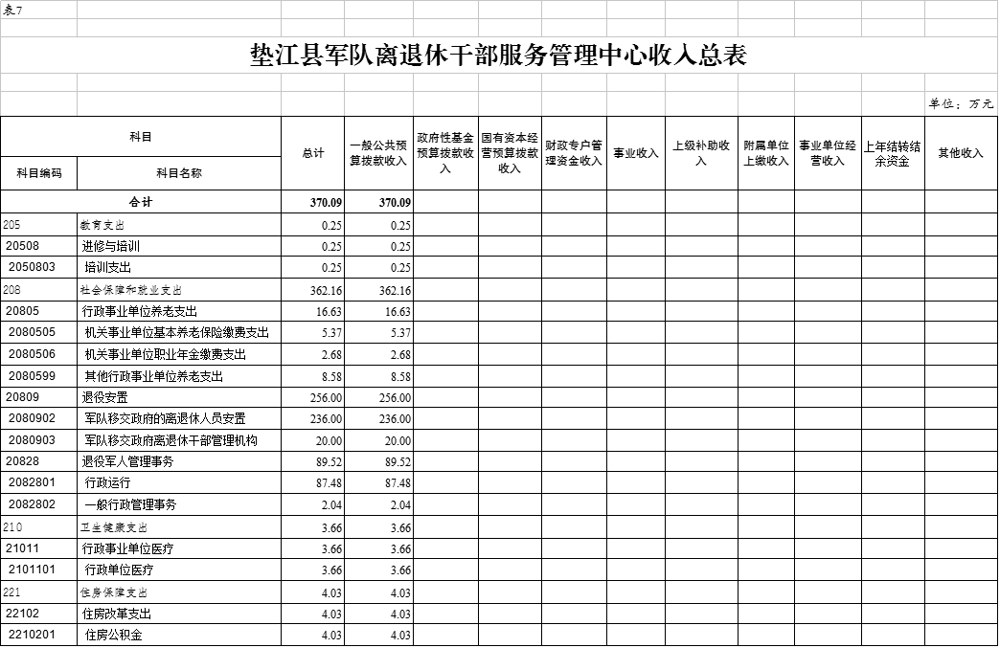 表7
垫江县军队离退休干部服务管理中心收入总表
单位：万元
科目 总计 一般公共预算拨款收入 政府性基金预算拨款收入 国有资本经营预算拨款收入 财政专户管理资金收入 事业收入 上级补助收入 附属单位上缴收入 事业单位经营收入 上年结转结余资金 其他收入
科目编码 科目名称
合计 370.09 370.09
205 教育支出 0.25 0.25
20508 进修与培训 0.25 0.25
2050803 培训支出 0.25 0.25
208 社会保障和就业支出 362.16 362.16
20805 行政事业单位养老支出 16.63 16.63
2080505 机关事业单位基本养老保险缴费支出 5.37 5.37
2080506 机关事业单位职业年金缴费支出 2.68 2.68
2080599 其他行政事业单位养老支出 8.58 8.58
20809 退役安置 256.00 256.00
2080902 军队移交政府的离退休人员安置 236.00 236.00
2080903 军队移交政府离退休干部管理机构 20.00 20.00
20828 退役军人管理事务 89.52 89.52
2082801 行政运行 87.48 87.48
2082802 一般行政管理事务 2.04 2.04
210 卫生健康支出 3.66 3.66
21011 行政事业单位医疗 3.66 3.66
2101101 行政单位医疗 3.66 3.66
221 住房保障支出 4.03 4.03
22102 住房改革支出 4.03 4.03
2210201 住房公积金 4.03 4.03